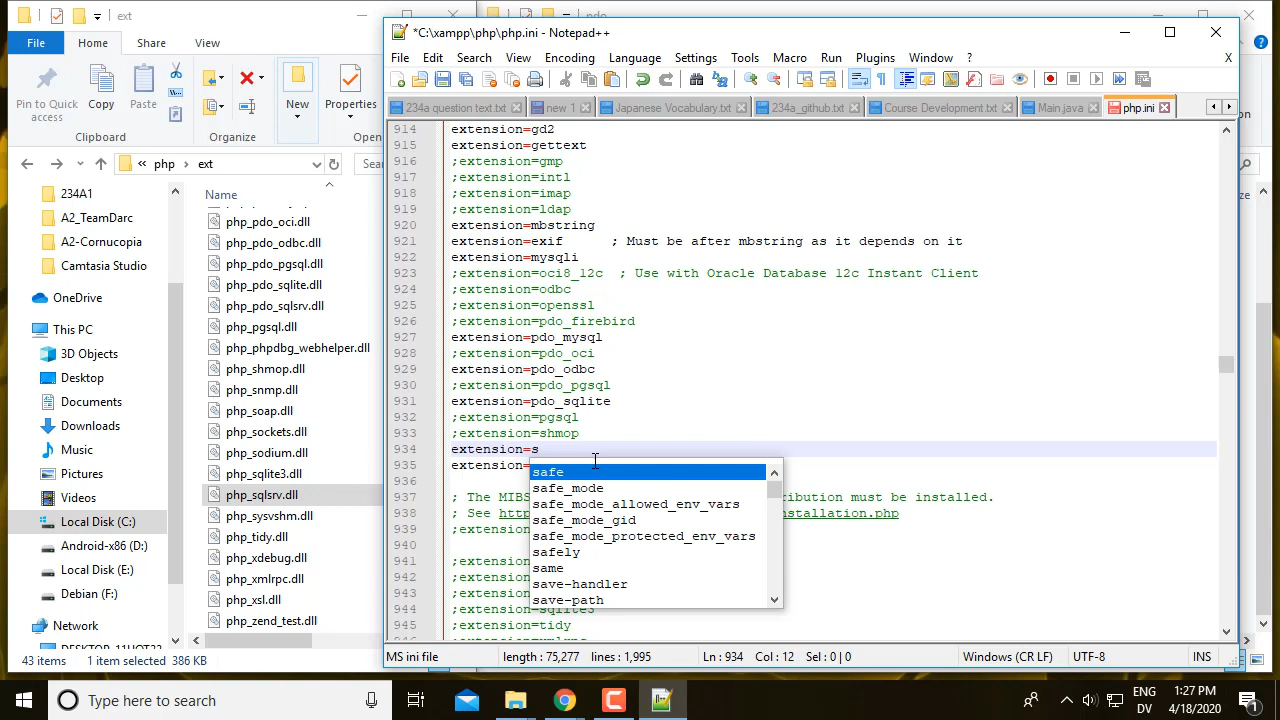 ext
pdo
File
Home
Share
View
Pin to Quick access
Copy
Paste
New
Properties
Clipboard
Organize
Open
php
ext
Name
234A1
A2_TeamDarc
A2-Cornucopia
Camtasia Studio
OneDrive
This PC
3D Objects
Desktop
Documents
Downloads
Music
Pictures
Videos
Local Disk (C:)
Android-x86 (D:)
Local Disk (E:)
Debian (F:)
Network
php_pdo_oci.dll
php_pdo_odbc.dll
php_pdo_pgsql.dll
php_pdo_sqlite.dll
php_pdo_sqlsrv.dll
php_pgsql.dll
php_phpdbg_webhelper.dll
php_shmop.dll
php_snmp.dll
php_soap.dll
php_sockets.dll
php_sodium.dll
php_sqlite3.dll
php_sqlsrv.dll
php_sysvshm.dll
php_tidy.dll
php_xdebug.dll
php_xmlrpc.dll
php_xsl.dll
php_zend_test.dll
43 items 1 item selected 386 KB
*C:\xampp\php\php.ini - Notepad++
File Edit Search View Encoding Language Settings Tools Macro Run Plugins Window ? X
234a question text.txt new 1 Japanese Vocabulary.txt 234a_github.txt Course Development.txt Main.java php.ini
914 extension=gd2
915 extension=gettext
916 ;extension=gmp
917 ;extension=intl
918 ;extension=imap
919 ;extension=ldap
920 extension=mbstring
921 extension=exif ; Must be after mbstring as it depends on it
922 extension=mysqli
923 ;extension=oci8_12c ; Use with Oracle Database 12c Instant Client
924 ;extension=odbc
925 ;extension=openssl
926 ;extension=pdo_firebird
927 extension=pdo_mysql
928 ;extension=pdo_oci
929 extension=pdo_odbc
930 ;extension=pdo_pgsql
931 extension=pdo_sqlite
932 ;extension=pgsql
933 ;extension=shmop
934 extension=s
935 extension=
936
937 ; The MIBS tribution must be installed.
938 ; See htt nstallation.php
939 ;extension
940
941 ;extension
942 ;extension
943 ;extension
944 ;extension=sqlite3
945 ;extension=tidy
safe
safe_mode
safe_mode_allowed_env_vars
safe_mode_gid
safe_mode_protected_env_vars
safely
same
save-handler
save-path
MS ini file length : 75,277 lines : 1,995 Ln : 934 Col : 12 Sel : 0 | 0 Windows (CR LF) UTF-8 INS
Type here to search
ENG
DV
1:27 PM
4/18/2020
1